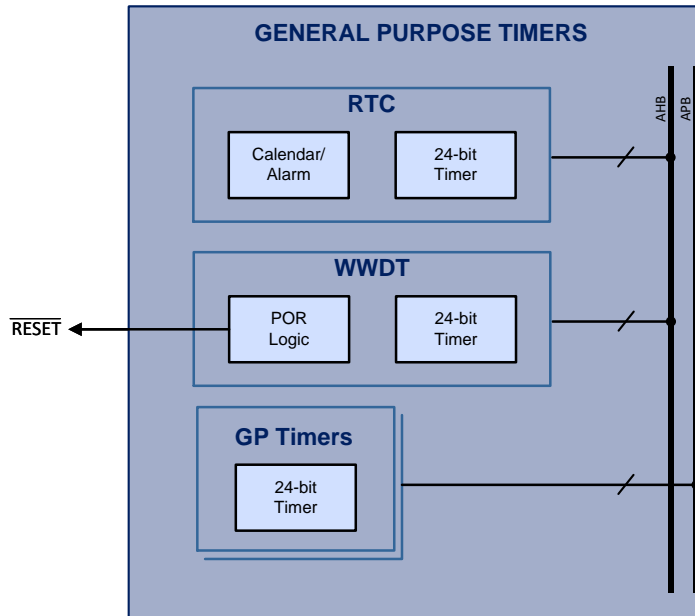 GENERAL PURPOSE TIMERS
AHB
APB
RTC
Calendar/
Alarm
24-bit
Timer
WWDT
RESET
POR
Logic
24-bit
Timer
GP Timers
24-bit
Timer